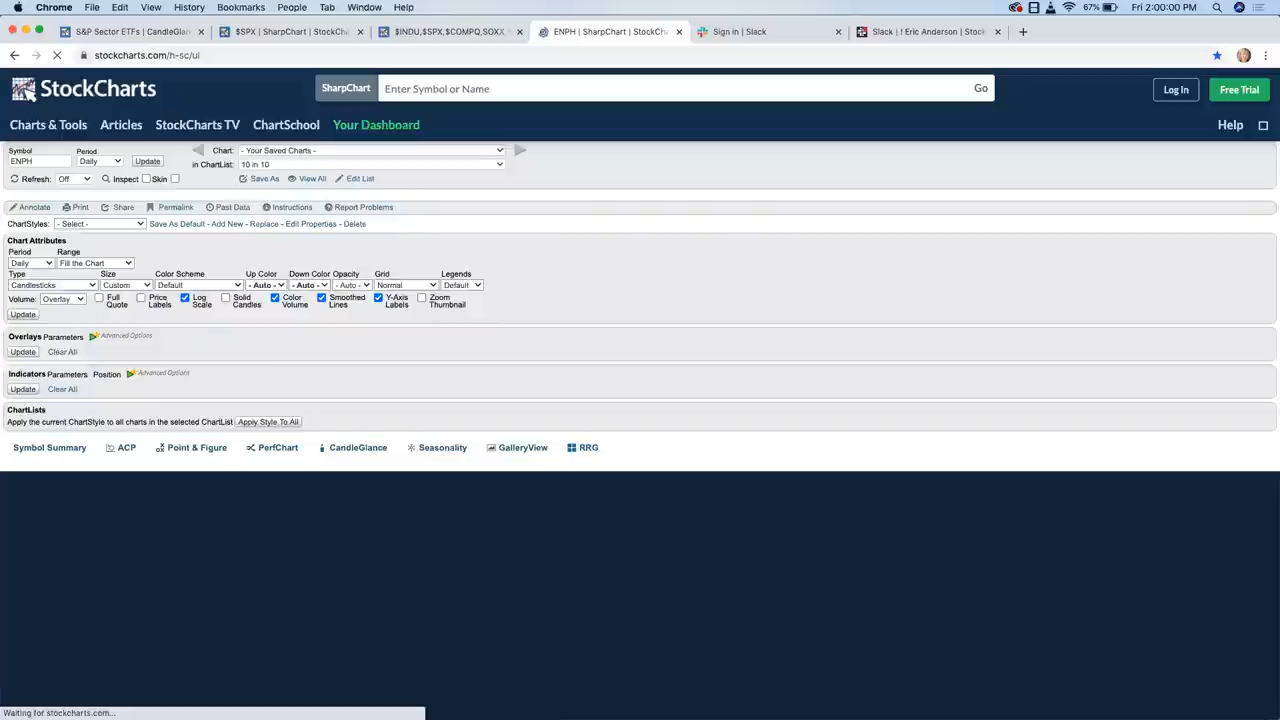 Chrome File Edit View History Bookmarks People Tab Window Help 67% Fri 2:00:00 PM
S&P Sector ETFs | CandleGlanc $SPX | SharpChart | StockCha $INDU,$SPX,$COMPQ,SOXX, ENPH | SharpChart | StockCh Sign in | Slack Slack | ! Eric Anderson | Stock
stockcharts.com/h-sc/ui
StockCharts SharpChart Enter Symbol or Name Go Log In Free Trial
Charts & Tools Articles StockCharts TV ChartSchool Your Dashboard Help
Symbol Period Chart: - Your Saved Charts -
ENPH Daily Update in ChartList: 10 in 10
Refresh: Off Inspect Skin Save As View All Edit List
Annotate Print Share Permalink Past Data Instructions Report Problems
ChartStyles: - Select - Save As Default - Add New - Replace - Edit Properties - Delete
Chart Attributes
Period Range
Daily Fill the Chart
Type Size Color Scheme Up Color Down Color Opacity Grid Legends
Candlesticks Custom Default - Auto - - Auto - - Auto - Normal Default
Volume: Overlay Full Quote Price Labels Log Scale Solid Candles Color Volume Smoothed Lines Y-Axis Labels Zoom Thumbnail
Update
Overlays Parameters Advanced Options
Update Clear All
Indicators Parameters Position Advanced Options
Update Clear All
ChartLists
Apply the current ChartStyle to all charts in the selected ChartList Apply Style To All
Symbol Summary ACP Point & Figure PerfChart CandleGlance Seasonality GalleryView RRG
Waiting for stockcharts.com...